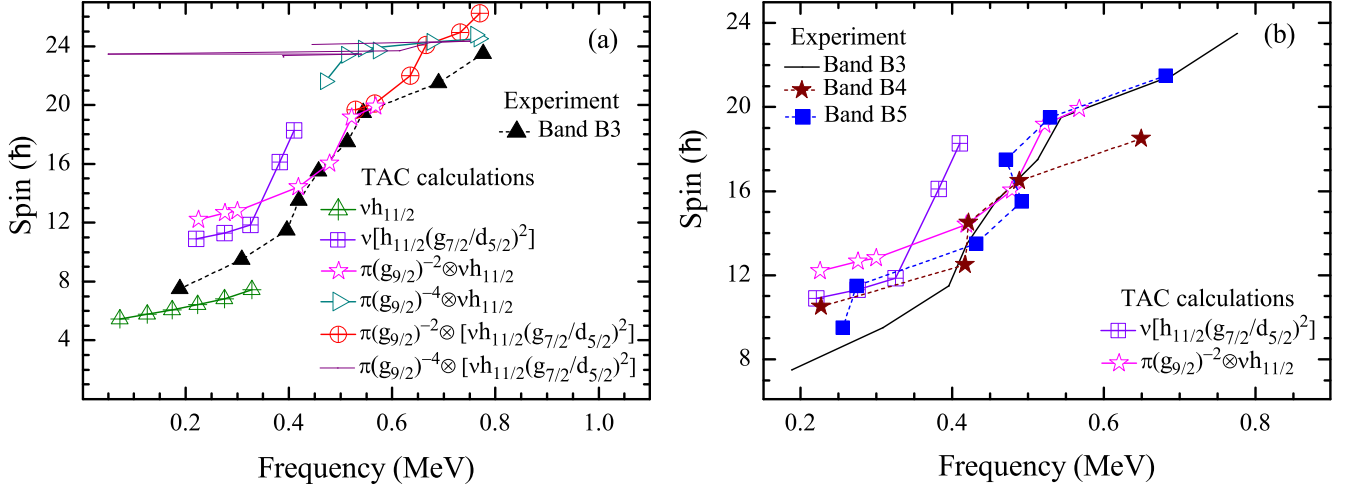 (a)
Spin (ħ)
24
20
16
12
8
4
Experiment
Band B3
TAC calculations
νh11/2
ν[h11/2(g7/2/d5/2)²]
π(g9/2)⁻²⊗νh11/2
π(g9/2)⁻⁴⊗νh11/2
π(g9/2)⁻²⊗[νh11/2(g7/2/d5/2)²]
π(g9/2)⁻⁴⊗[νh11/2(g7/2/d5/2)²]
0.2 0.4 0.6 0.8 1.0
Frequency (MeV)
(b)
Spin (ħ)
24
20
16
12
8
Experiment
Band B3
Band B4
Band B5
TAC calculations
ν[h11/2(g7/2/d5/2)²]
π(g9/2)⁻²⊗νh11/2
0.2 0.4 0.6 0.8
Frequency (MeV)